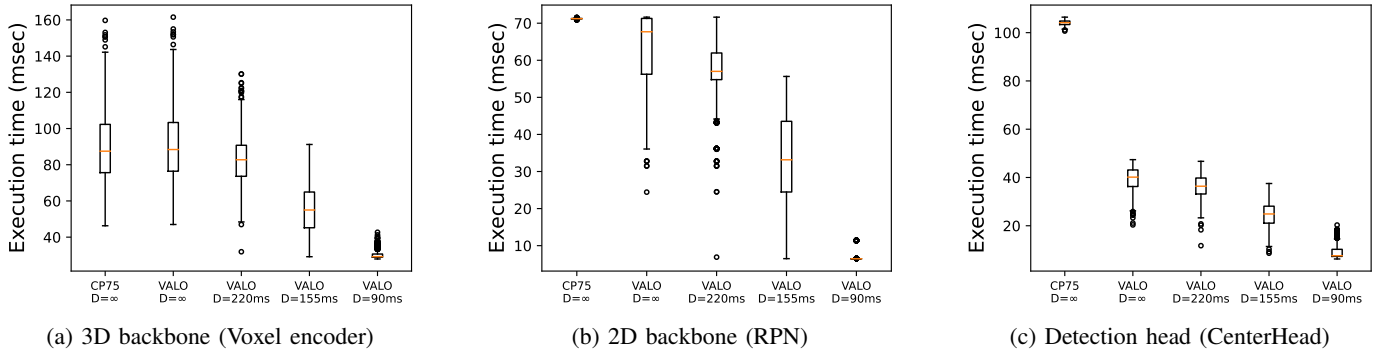 Execution time (msec)
160
140
120
100
80
60
40
CP75
D=∞
VALO
D=∞
VALO
D=220ms
VALO
D=155ms
VALO
D=90ms
(a) 3D backbone (Voxel encoder)
Execution time (msec)
70
60
50
40
30
20
10
CP75
D=∞
VALO
D=∞
VALO
D=220ms
VALO
D=155ms
VALO
D=90ms
(b) 2D backbone (RPN)
Execution time (msec)
100
80
60
40
20
CP75
D=∞
VALO
D=∞
VALO
D=220ms
VALO
D=155ms
VALO
D=90ms
(c) Detection head (CenterHead)